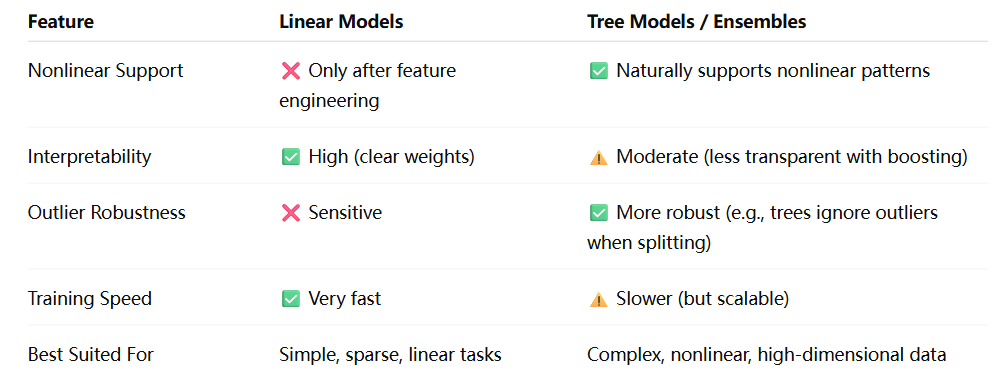 Feature Linear Models Tree Models / Ensembles
Nonlinear Support ❌ Only after feature engineering ✅ Naturally supports nonlinear patterns
Interpretability ✅ High (clear weights) ⚠️ Moderate (less transparent with boosting)
Outlier Robustness ❌ Sensitive ✅ More robust (e.g., trees ignore outliers when splitting)
Training Speed ✅ Very fast ⚠️ Slower (but scalable)
Best Suited For Simple, sparse, linear tasks Complex, nonlinear, high-dimensional data